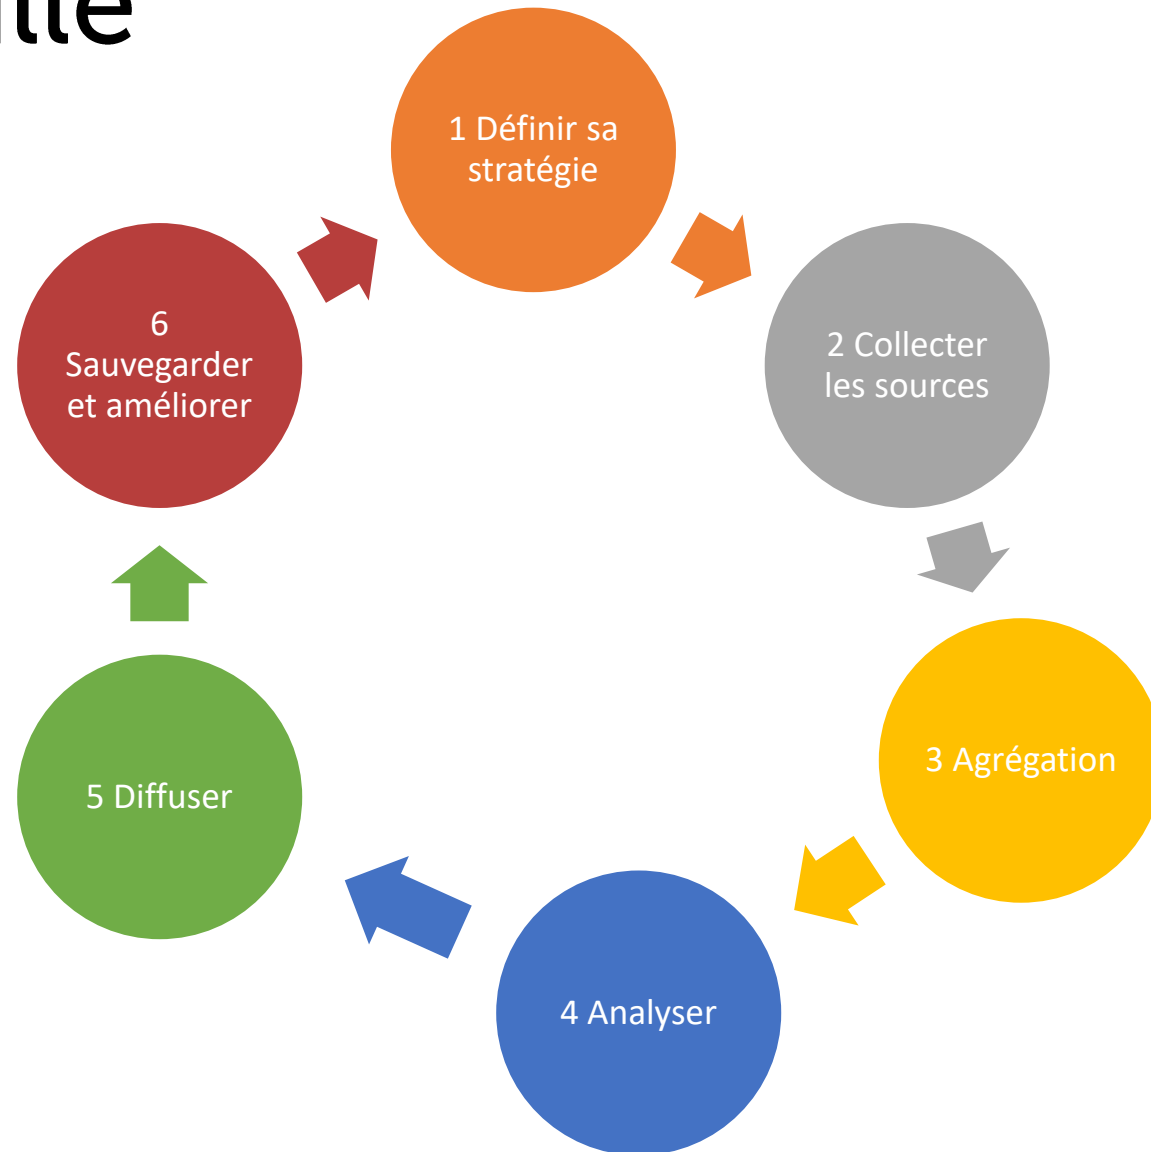 1 Définir sa
stratégie
2 Collecter
les sources
3 Agrégation
4 Analyser
5 Diffuser
6
Sauvegarder
et améliorer